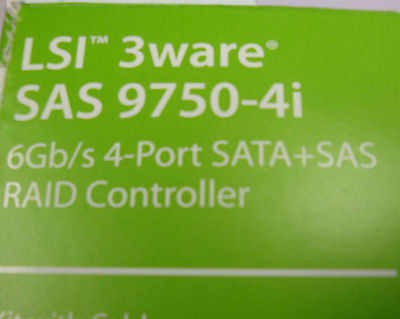 LSI™ 3ware®
SAS 9750-4i
6Gb/s 4-Port SATA+SAS
RAID Controller